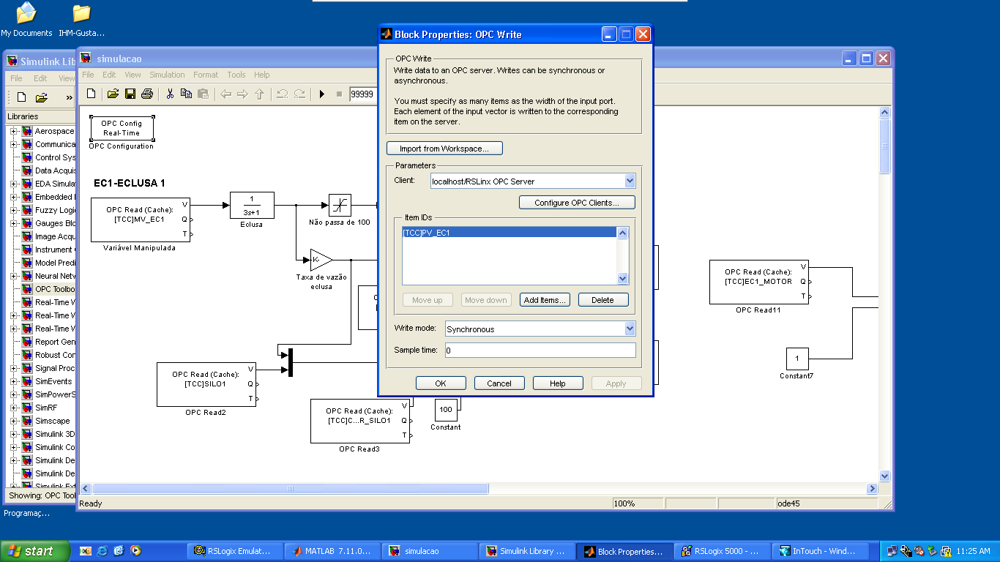 My Documents
IHM-Gusta...
Simulink Lib
File Edit View
Libraries
Aerospace
Communica
Control Sys
Data Acquis
EDA Simulat
Embedded I
Fuzzy Logic
Gauges Blo
Image Acqu
Instrument C
Model Predi
Neural Netw
OPC Toolbo
Real-Time V
Real-Time V
Real-Time V
Report Gen
Robust Con
Signal Proc
SimEvents
SimPowerS
SimRF
Simscape
Simulink 3D
Simulink Co
Simulink De
Simulink De
Simulink Ext
Showing: OPC Tool
Programaç...
simulacao
File Edit View Simulation Format Tools Help
99999
OPC Config
Real-Time
OPC Configuration
EC1-ECLUSA 1
OPC Read (Cache):
[TCC]MV_EC1
V
Q
T
Variável Manipulada
1
3s+1
Eclusa
Não passa de 100
K-
Taxa de vazão
eclusa
OPC Read (Cache):
[TCC]SILO1
V
Q
T
OPC Read2
OPC Read (Cache):
[TCC]C...R_SILO1
V
Q
T
OPC Read3
100
Constant
OPC Read (Cache):
[TCC]EC1_MOTOR
V
Q
T
OPC Read11
1
Constant7
Ready
100%
ode45
Block Properties: OPC Write
OPC Write
Write data to an OPC server. Writes can be synchronous or
asynchronous.
You must specify as many items as the width of the input port.
Each element of the input vector is written to the corresponding
item on the server.
Import from Workspace...
Parameters
Client: localhost/RSLinx OPC Server
Configure OPC Clients...
Item IDs
[TCC]PV_EC1
Move up
Move down
Add Items...
Delete
Write mode: Synchronous
Sample time: 0
OK
Cancel
Help
Apply
start
RSLogix Emulat...
MATLAB 7.11.0...
simulacao
Simulink Library ...
Block Properties...
RSLogix 5000 - ...
InTouch - Wind...
11:25 AM